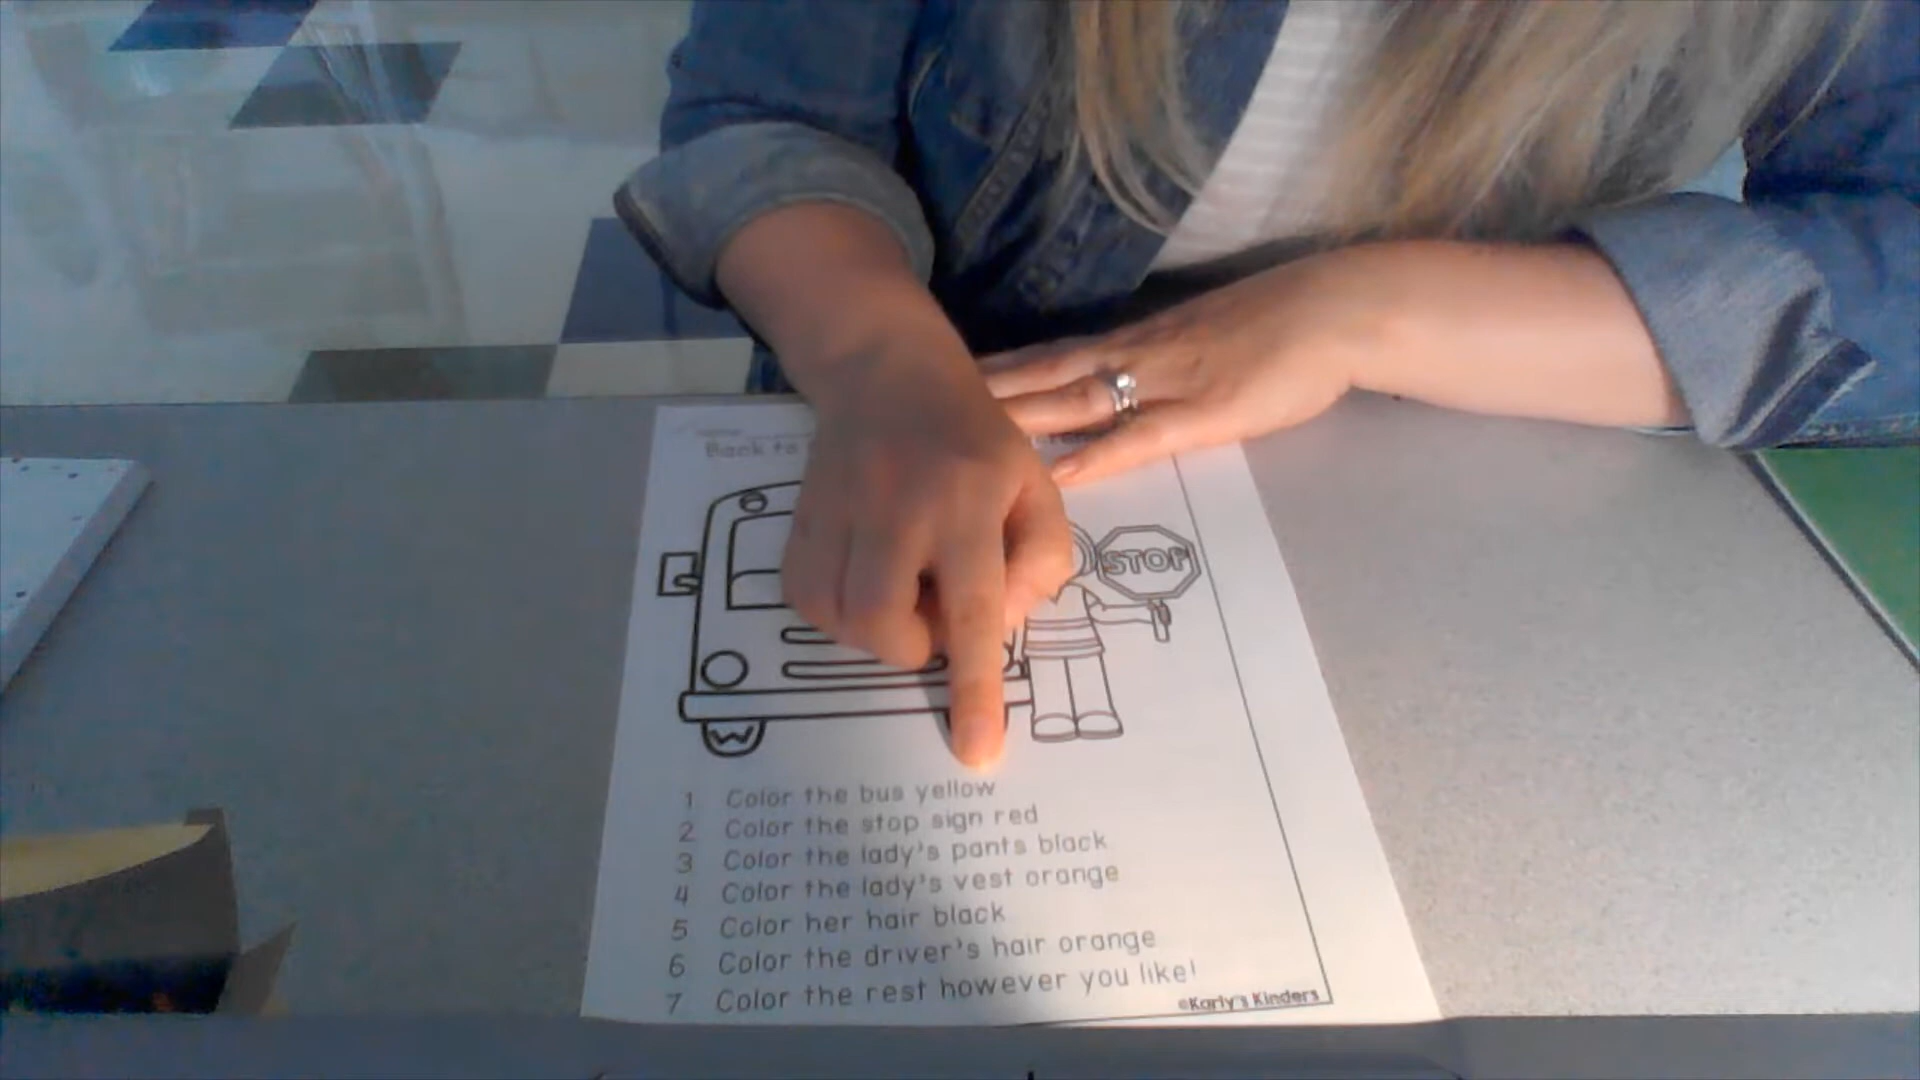 Back to
STOP
1 Color the bus yellow
2 Color the stop sign red
3 Color the lady's pants black
4 Color the lady's vest orange
5 Color her hair black
6 Color the driver's hair orange
7 Color the rest however you like!
©Karly's Kinders